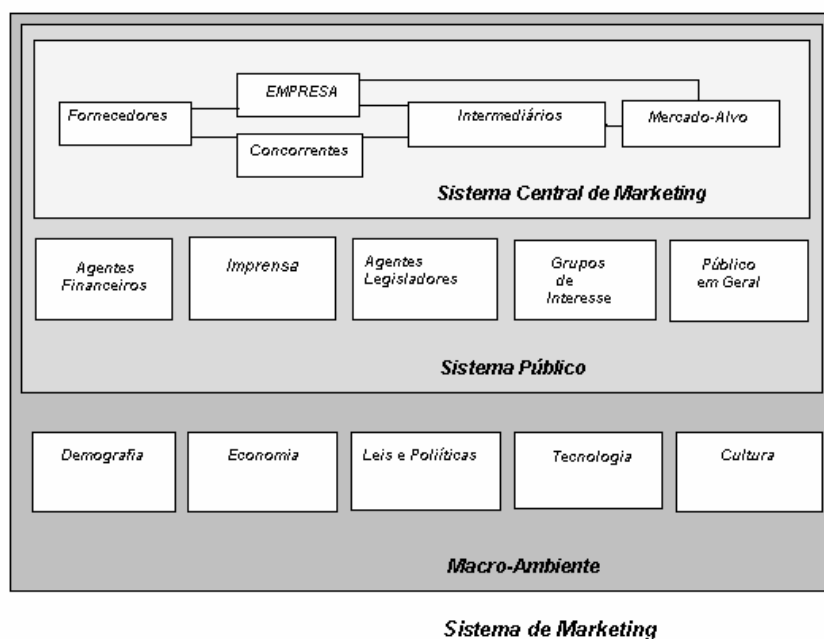 EMPRESA
Fornecedores
Intermediários
Mercado-Alvo
Concorrentes
Sistema Central de Marketing
Agentes
Financeiros
Imprensa
Agentes
Legisladores
Grupos
de
Interesse
Público
em Geral
Sistema Público
Demografia
Economia
Leis e Poliíticas
Tecnologia
Cultura
Macro-Ambiente
Sistema de Marketing